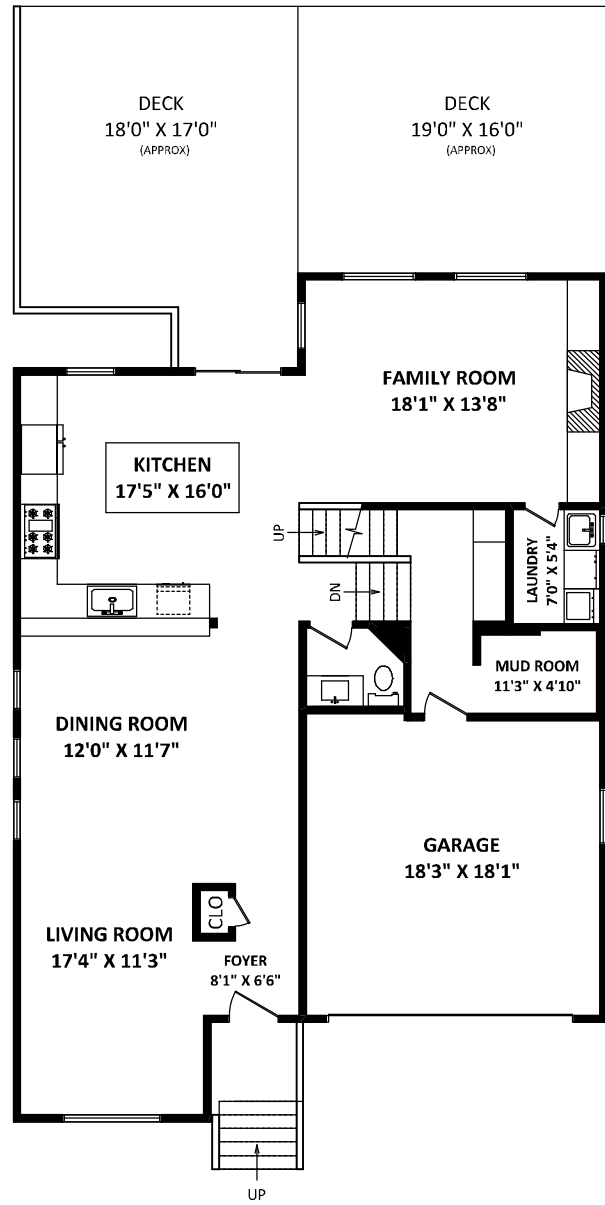 DECK
18'0" X 17'0"
(APPROX)
DECK
19'0" X 16'0"
(APPROX)
FAMILY ROOM
18'1" X 13'8"
KITCHEN
17'5" X 16'0"
UP
DN
LAUNDRY
7'0" X 5'4"
MUD ROOM
11'3" X 4'10"
DINING ROOM
12'0" X 11'7"
GARAGE
18'3" X 18'1"
CLO
LIVING ROOM
17'4" X 11'3"
FOYER
8'1" X 6'6"
UP